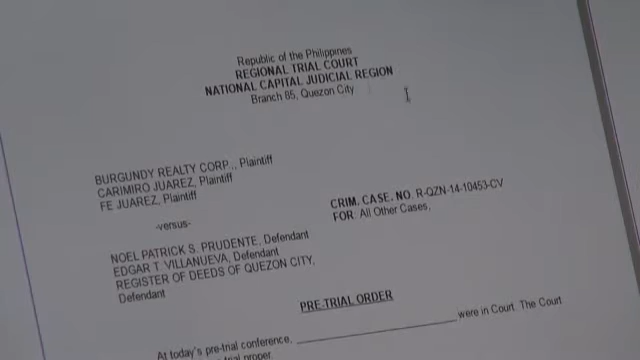 Republic of the Philippines
REGIONAL TRIAL COURT
NATIONAL CAPITAL JUDICIAL REGION
Branch 85, Quezon City
BURGUNDY REALTY CORP.., Plaintiff
CARIMIRO JUAREZ, Plaintiff
FE JUAREZ, Plaintiff
-versus-
CRIM. CASE. NO. R-QZN-14-10453-CV
FOR: All Other Cases,
NOEL PATRICK S. PRUDENTE, Defendant
EDGAR T. VILLANUEVA, Defendant
REGISTER OF DEEDS OF QUEZON CITY,
Defendant
PRE-TRIAL ORDER
At today's pre-trial conference, ____________________ were in Court. The Court
trial proper.